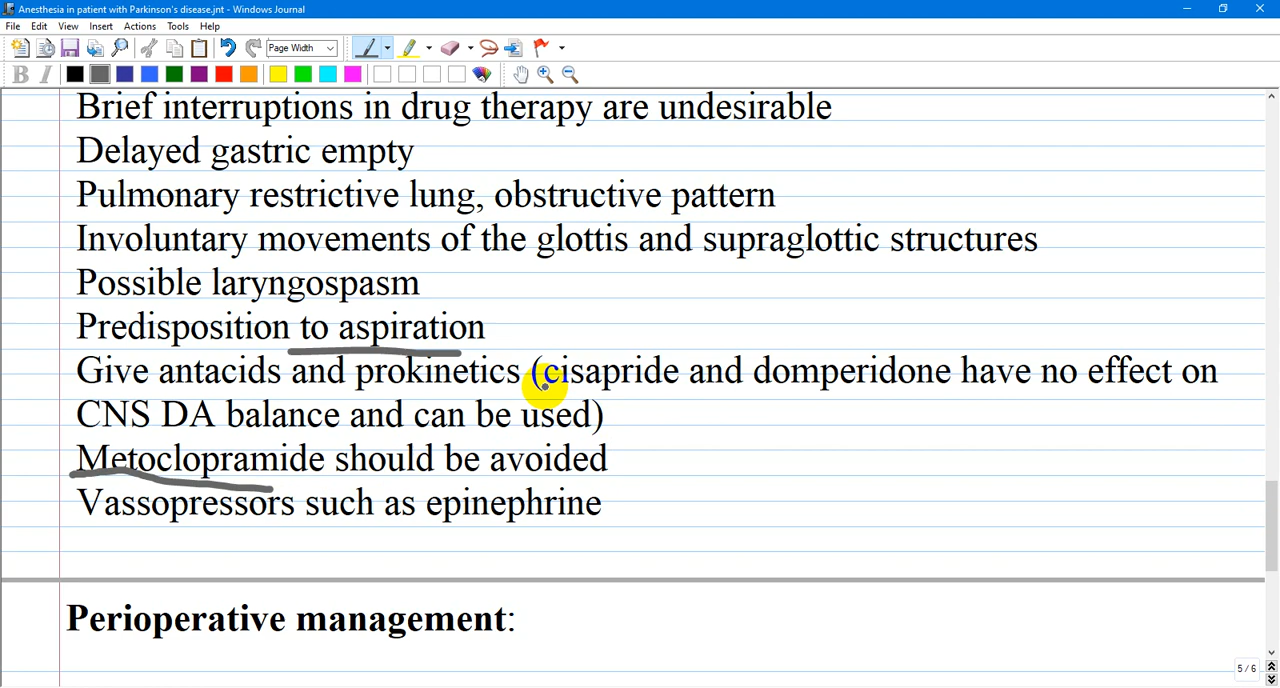 Anesthesia in patient with Parkinson's disease.jnt - Windows Journal
File Edit View Insert Actions Tools Help
Page Width
B I
Brief interruptions in drug therapy are undesirable
Delayed gastric empty
Pulmonary restrictive lung, obstructive pattern
Involuntary movements of the glottis and supraglottic structures
Possible laryngospasm
Predisposition to aspiration
Give antacids and prokinetics (cisapride and domperidone have no effect on
CNS DA balance and can be used)
Metoclopramide should be avoided
Vassopressors such as epinephrine
Perioperative management:
5 / 6